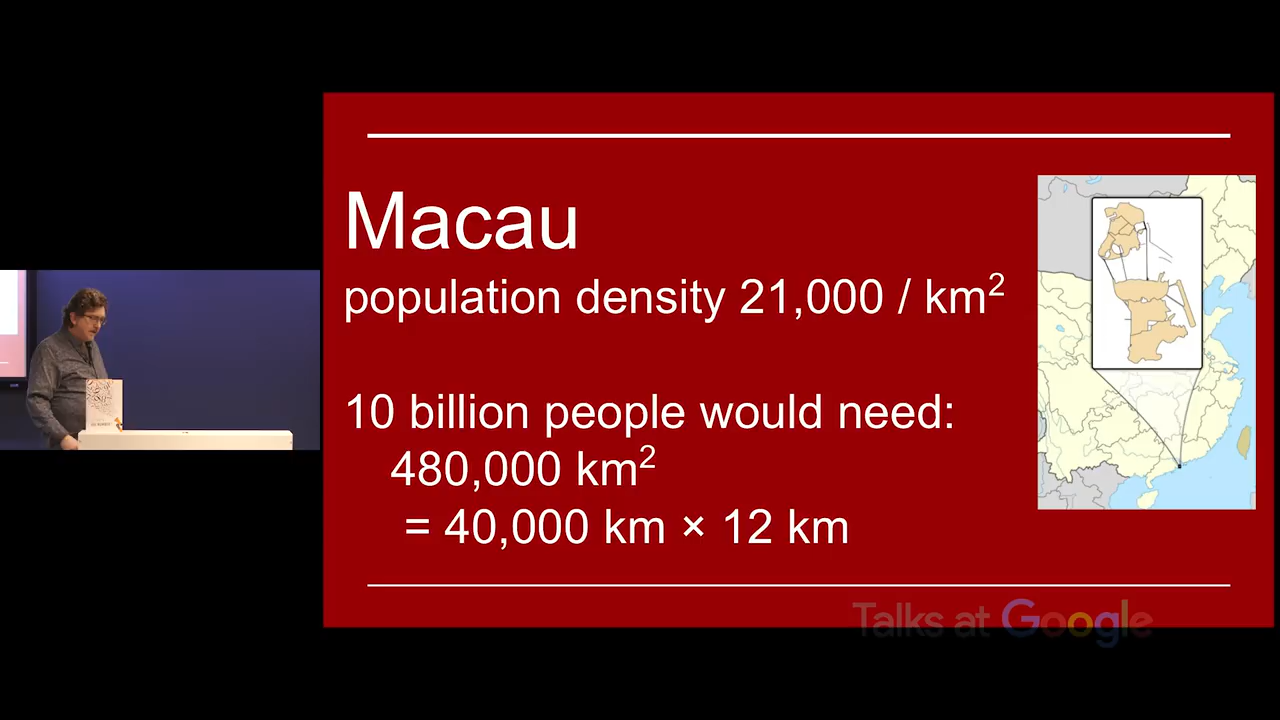 Macau
population density 21,000 / km²
10 billion people would need:
480,000 km²
= 40,000 km × 12 km
Talks at Google